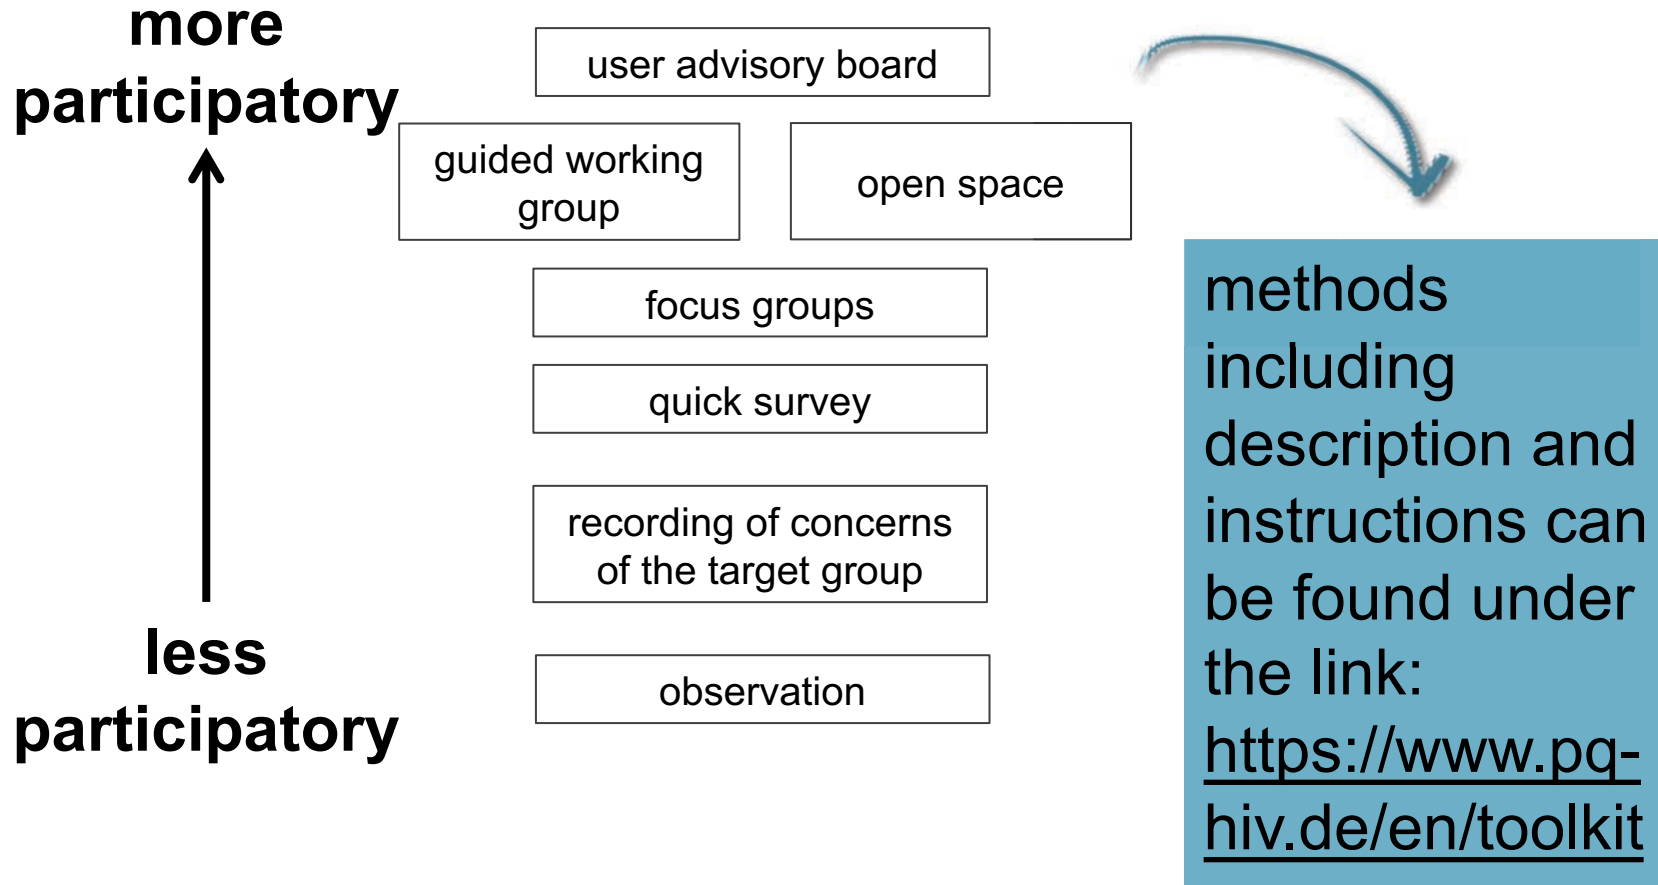 more
participatory
user advisory board
guided working
group
open space
focus groups
quick survey
recording of concerns
of the target group
less
participatory
observation
methods
including
description and
instructions can
be found under
the link:
https://www.pq-
hiv.de/en/toolkit